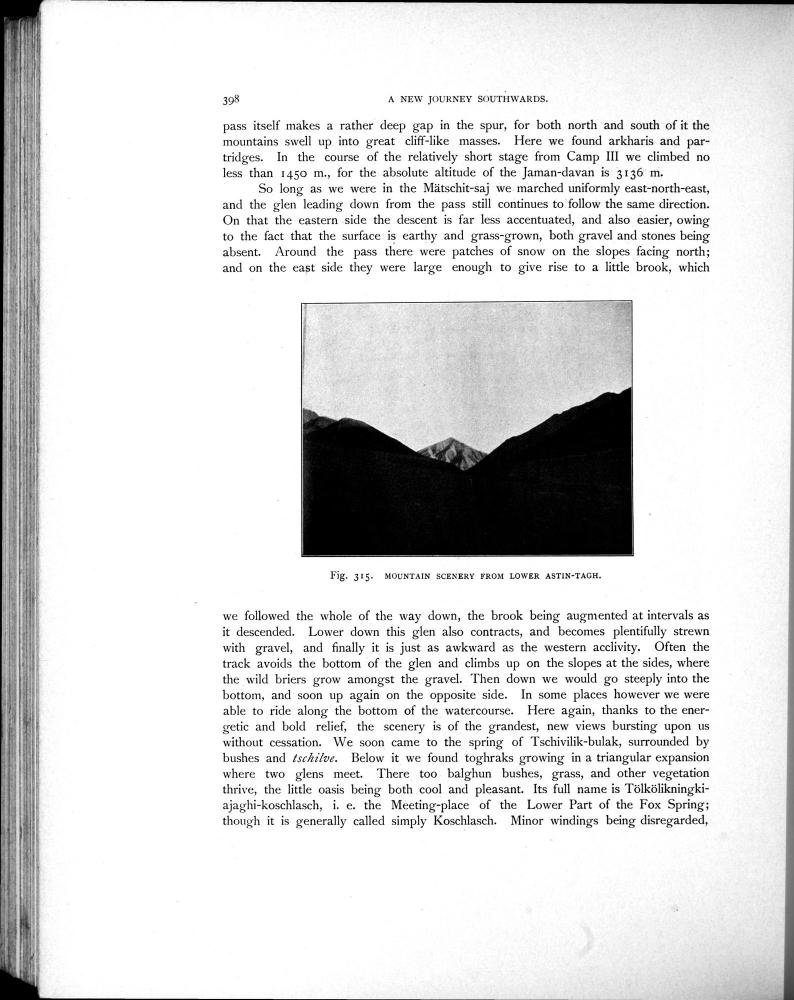 398 A NEW JOURNEY SOUTHWARDS.
pass itself makes a rather deep gap in the spur, for both north and south of it the
mountains swell up into great cliff-like masses. Here we found arkharis and par-
tridges. In the course of the relatively short stage from Camp III we climbed no
less than 1450 m., for the absolute altitude of the Jaman-davan is 3136 m.
So long as we were in the Mätschit-saj we marched uniformly east-north-east,
and the glen leading down from the pass still continues to follow the same direction.
On that the eastern side the descent is far less accentuated, and also easier, owing
to the fact that the surface is earthy and grass-grown, both gravel and stones being
absent. Around the pass there were patches of snow on the slopes facing north;
and on the east side they were large enough to give rise to a little brook, which
Fig. 315. MOUNTAIN SCENERY FROM LOWER ASTIN-TAGH.
we followed the whole of the way down, the brook being augmented at intervals as
it descended. Lower down this glen also contracts, and becomes plentifully strewn
with gravel, and finally it is just as awkward as the western acclivity. Often the
track avoids the bottom of the glen and climbs up on the slopes at the sides, where
the wild briers grow amongst the gravel. Then down we would go steeply into the
bottom, and soon up again on the opposite side. In some places however we were
able to ride along the bottom of the watercourse. Here again, thanks to the ener-
getic and bold relief, the scenery is of the grandest, new views bursting upon us
without cessation. We soon came to the spring of Tschivilik-bulak, surrounded by
bushes and tschilve. Below it we found toghraks growing in a triangular expansion
where two glens meet. There too balghun bushes, grass, and other vegetation
thrive, the little oasis being both cool and pleasant. Its full name is Tölkölikningki-
ajaghi-koschlasch, i. e. the Meeting-place of the Lower Part of the Fox Spring;
though it is generally called simply Koschlasch. Minor windings being disregarded,